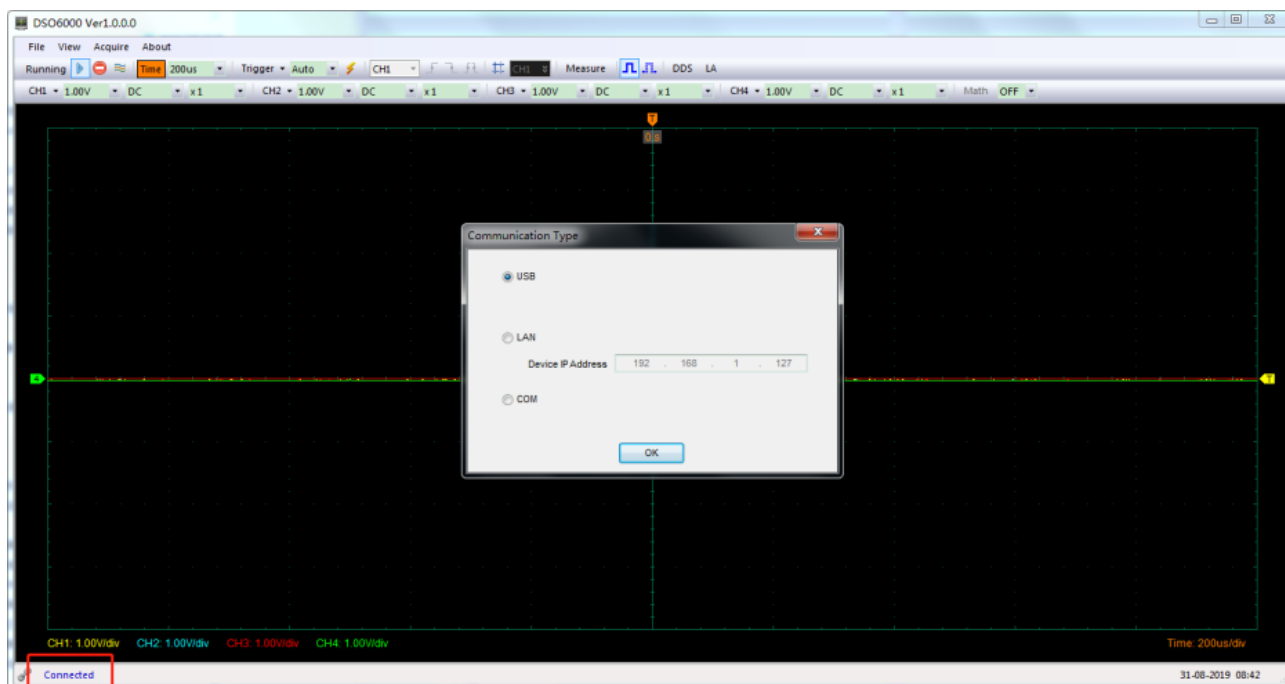 DSO6000 Ver1.0.0.0
File View Acquire About
Running Time 200us Trigger Auto CH1 CH1 Measure DDS LA
CH1 1.00V DC x1 CH2 1.00V DC x1 CH3 1.00V DC x1 CH4 1.00V DC x1 Math OFF
T
0 s
Communication Type
USB
LAN
Device IP Address 192 . 168 . 1 . 127
4 T
COM
OK
CH1: 1.00V/div CH2: 1.00V/div CH3: 1.00V/div CH4: 1.00V/div Time: 200us/div
Connected 31-08-2019 08:42